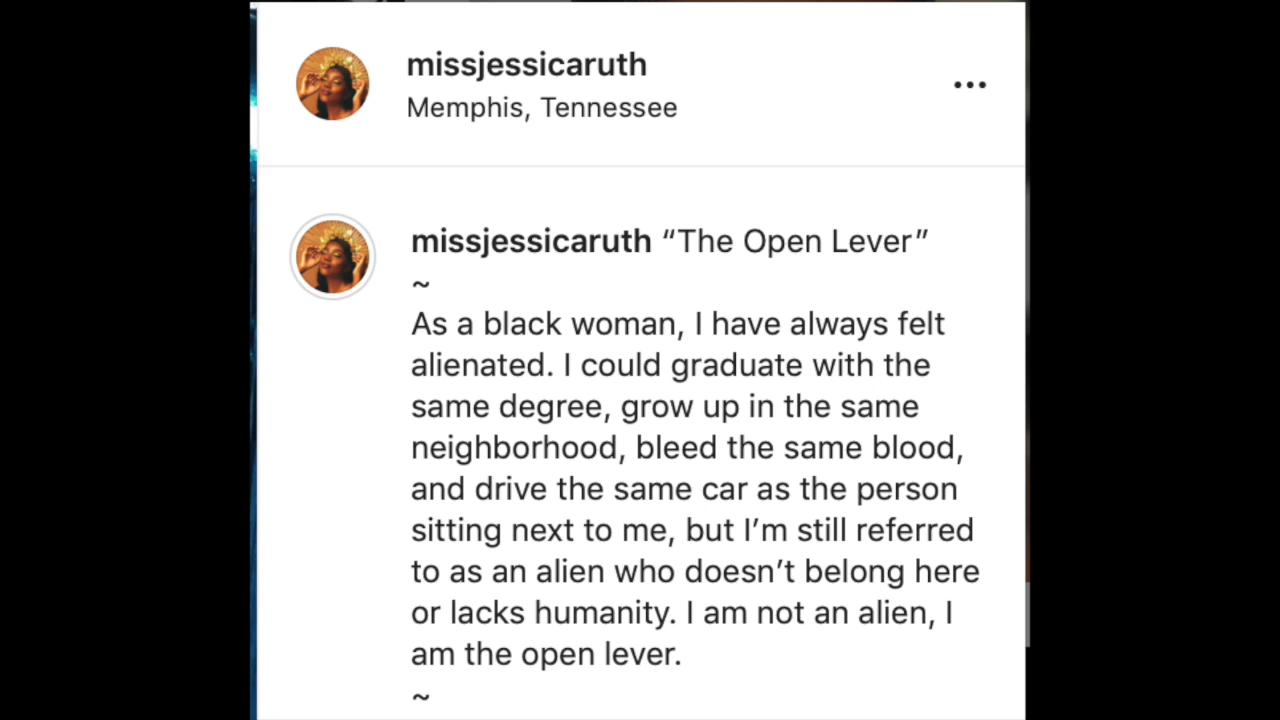 missjessicaruth
Memphis, Tennessee
missjessicaruth “The Open Lever”
~
As a black woman, I have always felt
alienated. I could graduate with the
same degree, grow up in the same
neighborhood, bleed the same blood,
and drive the same car as the person
sitting next to me, but I’m still referred
to as an alien who doesn’t belong here
or lacks humanity. I am not an alien, I
am the open lever.
~